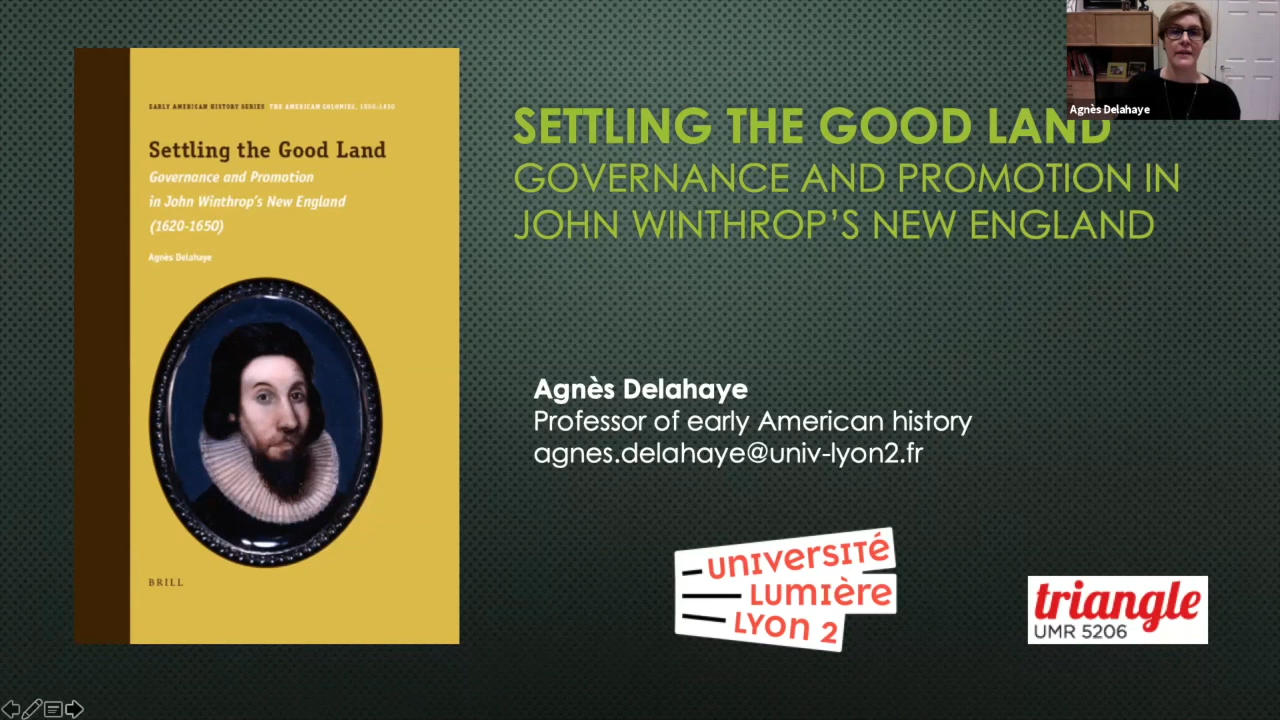 EARLY AMERICAN HISTORY SERIES THE AMERICAN COLONIES, 1500-1830
Settling the Good Land
Governance and Promotion
in John Winthrop's New England
(1620-1650)
Agnès Delahaye
BRILL
Agnès Delahaye
SETTLING THE GOOD LAND
GOVERNANCE AND PROMOTION IN
JOHN WINTHROP’S NEW ENGLAND
Agnès Delahaye
Professor of early American history
agnes.delahaye@univ-lyon2.fr
UNIVERSITÉ
LUMIÈRE
LYON 2
triangle
UMR 5206